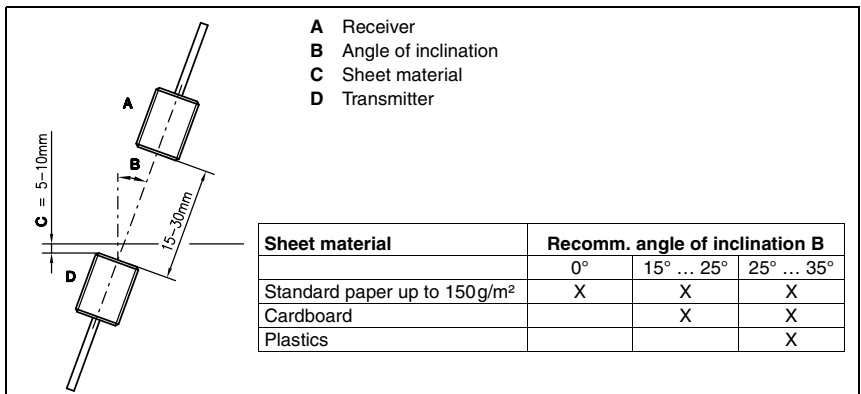 A Receiver
B Angle of inclination
C Sheet material
D Transmitter
A
B
C = 5-10mm
15-30mm
D
Sheet material Recomm. angle of inclination B
0° 15° … 25° 25° … 35°
Standard paper up to 150g/m² X X X
Cardboard X X
Plastics X